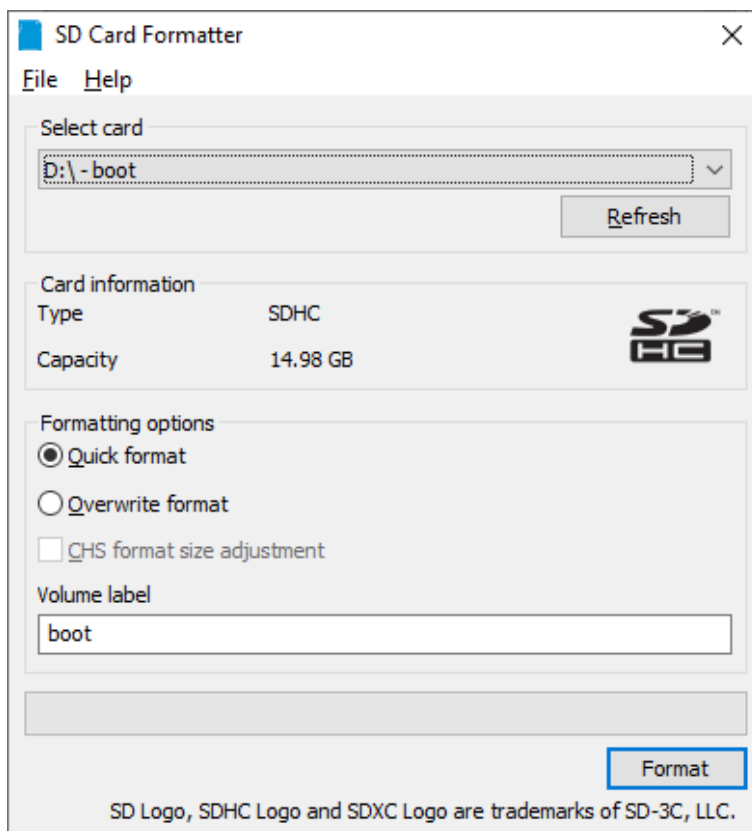 SD Card Formatter
File Help
Select card
D:\ - boot
Refresh
Card information
Type SDHC
Capacity 14.98 GB
SD™
HC
Formatting options
Quick format
Overwrite format
CHS format size adjustment
Volume label
boot
Format
SD Logo, SDHC Logo and SDXC Logo are trademarks of SD-3C, LLC.